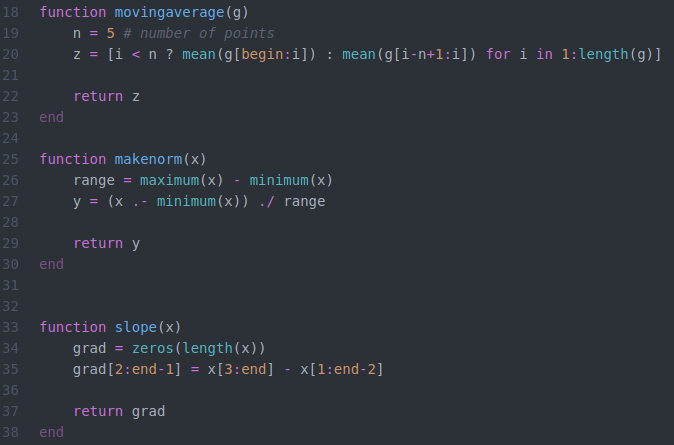 18 function movingaverage(g)
19     n = 5 # number of points
20     z = [i < n ? mean(g[begin:i]) : mean(g[i-n+1:i]) for i in 1:length(g)]
21
22     return z
23 end
24
25 function makenorm(x)
26     range = maximum(x) - minimum(x)
27     y = (x .- minimum(x)) ./ range
28
29     return y
30 end
31
32
33 function slope(x)
34     grad = zeros(length(x))
35     grad[2:end-1] = x[3:end] - x[1:end-2]
36
37     return grad
38 end